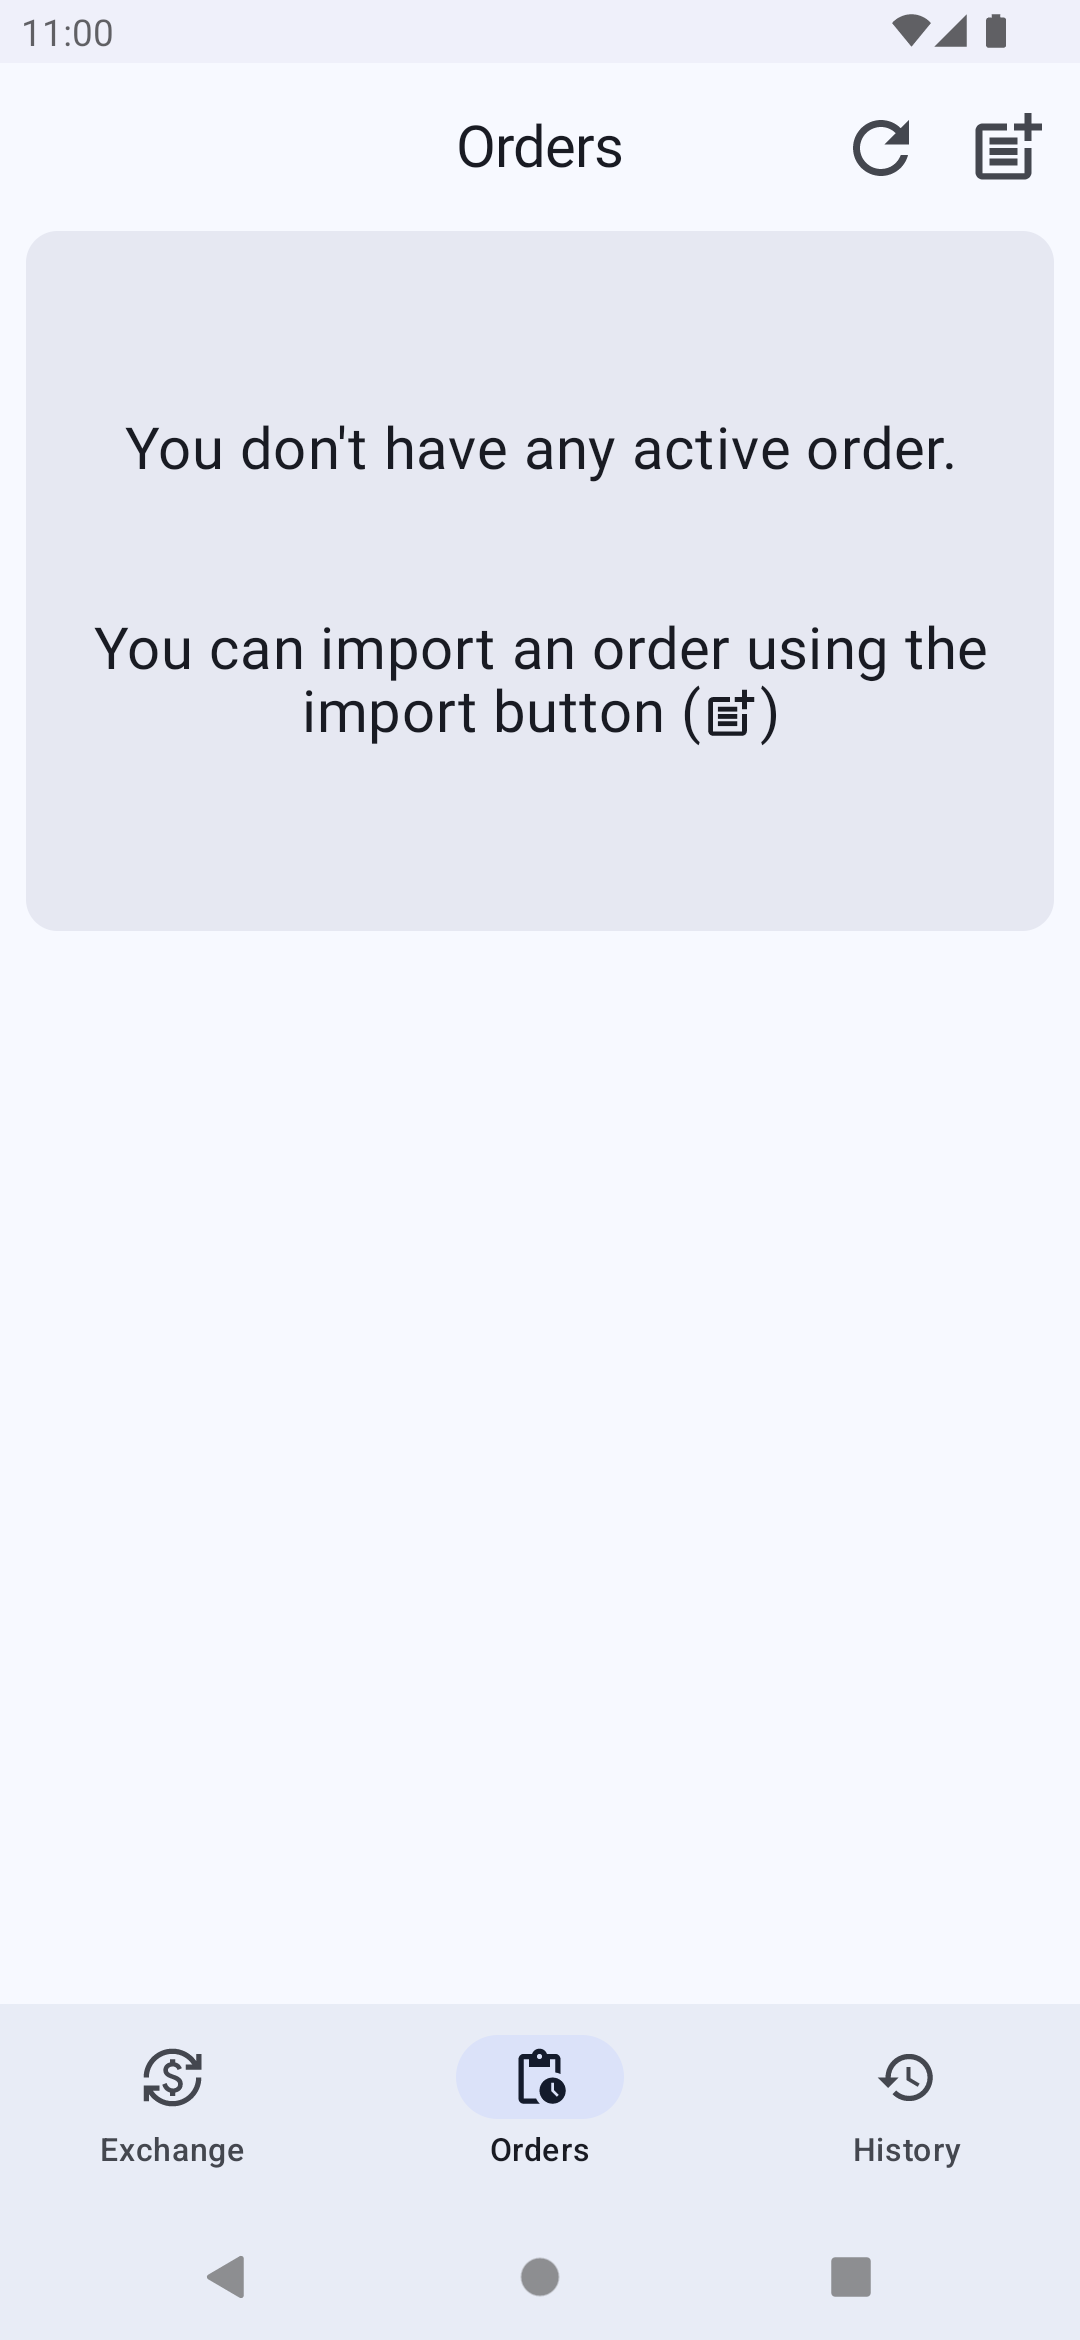 11:00
Orders
You don't have any active order.
You can import an order using the
import button ()
Exchange
Orders
History